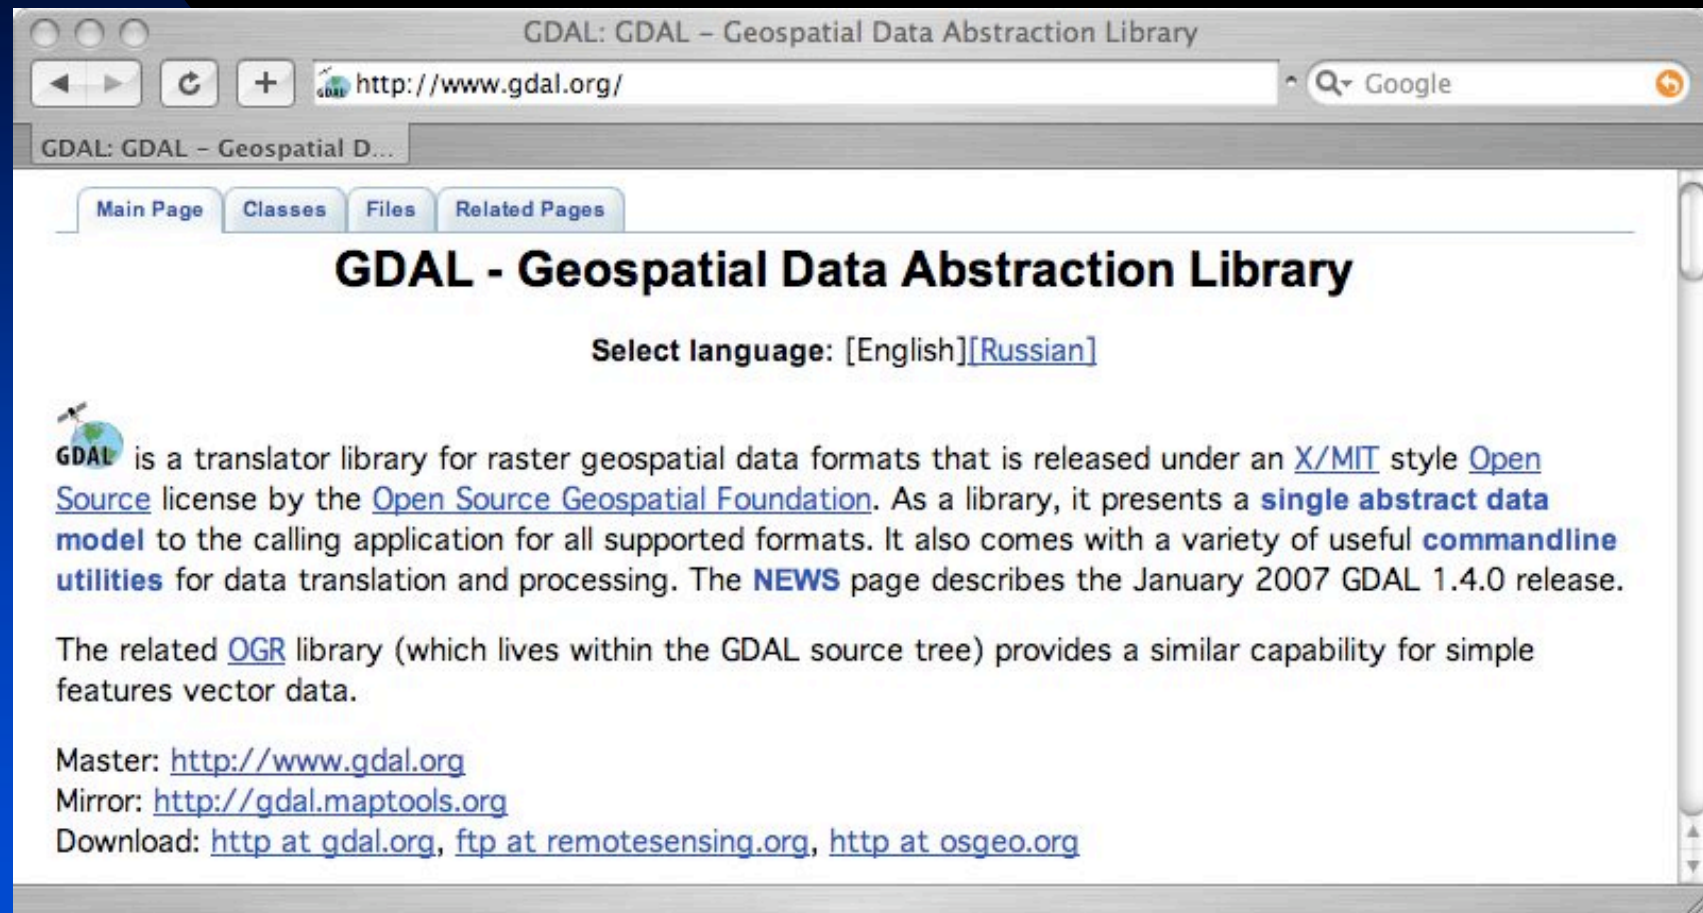 GDAL: GDAL – Geospatial Data Abstraction Library
http://www.gdal.org/
Google
GDAL: GDAL – Geospatial D...
Main Page Classes Files Related Pages
GDAL - Geospatial Data Abstraction Library
Select language: [English][Russian]
GDAL is a translator library for raster geospatial data formats that is released under an X/MIT style Open
Source license by the Open Source Geospatial Foundation. As a library, it presents a single abstract data
model to the calling application for all supported formats. It also comes with a variety of useful commandline
utilities for data translation and processing. The NEWS page describes the January 2007 GDAL 1.4.0 release.
The related OGR library (which lives within the GDAL source tree) provides a similar capability for simple
features vector data.
Master: http://www.gdal.org
Mirror: http://gdal.maptools.org
Download: http at gdal.org, ftp at remotesensing.org, http at osgeo.org